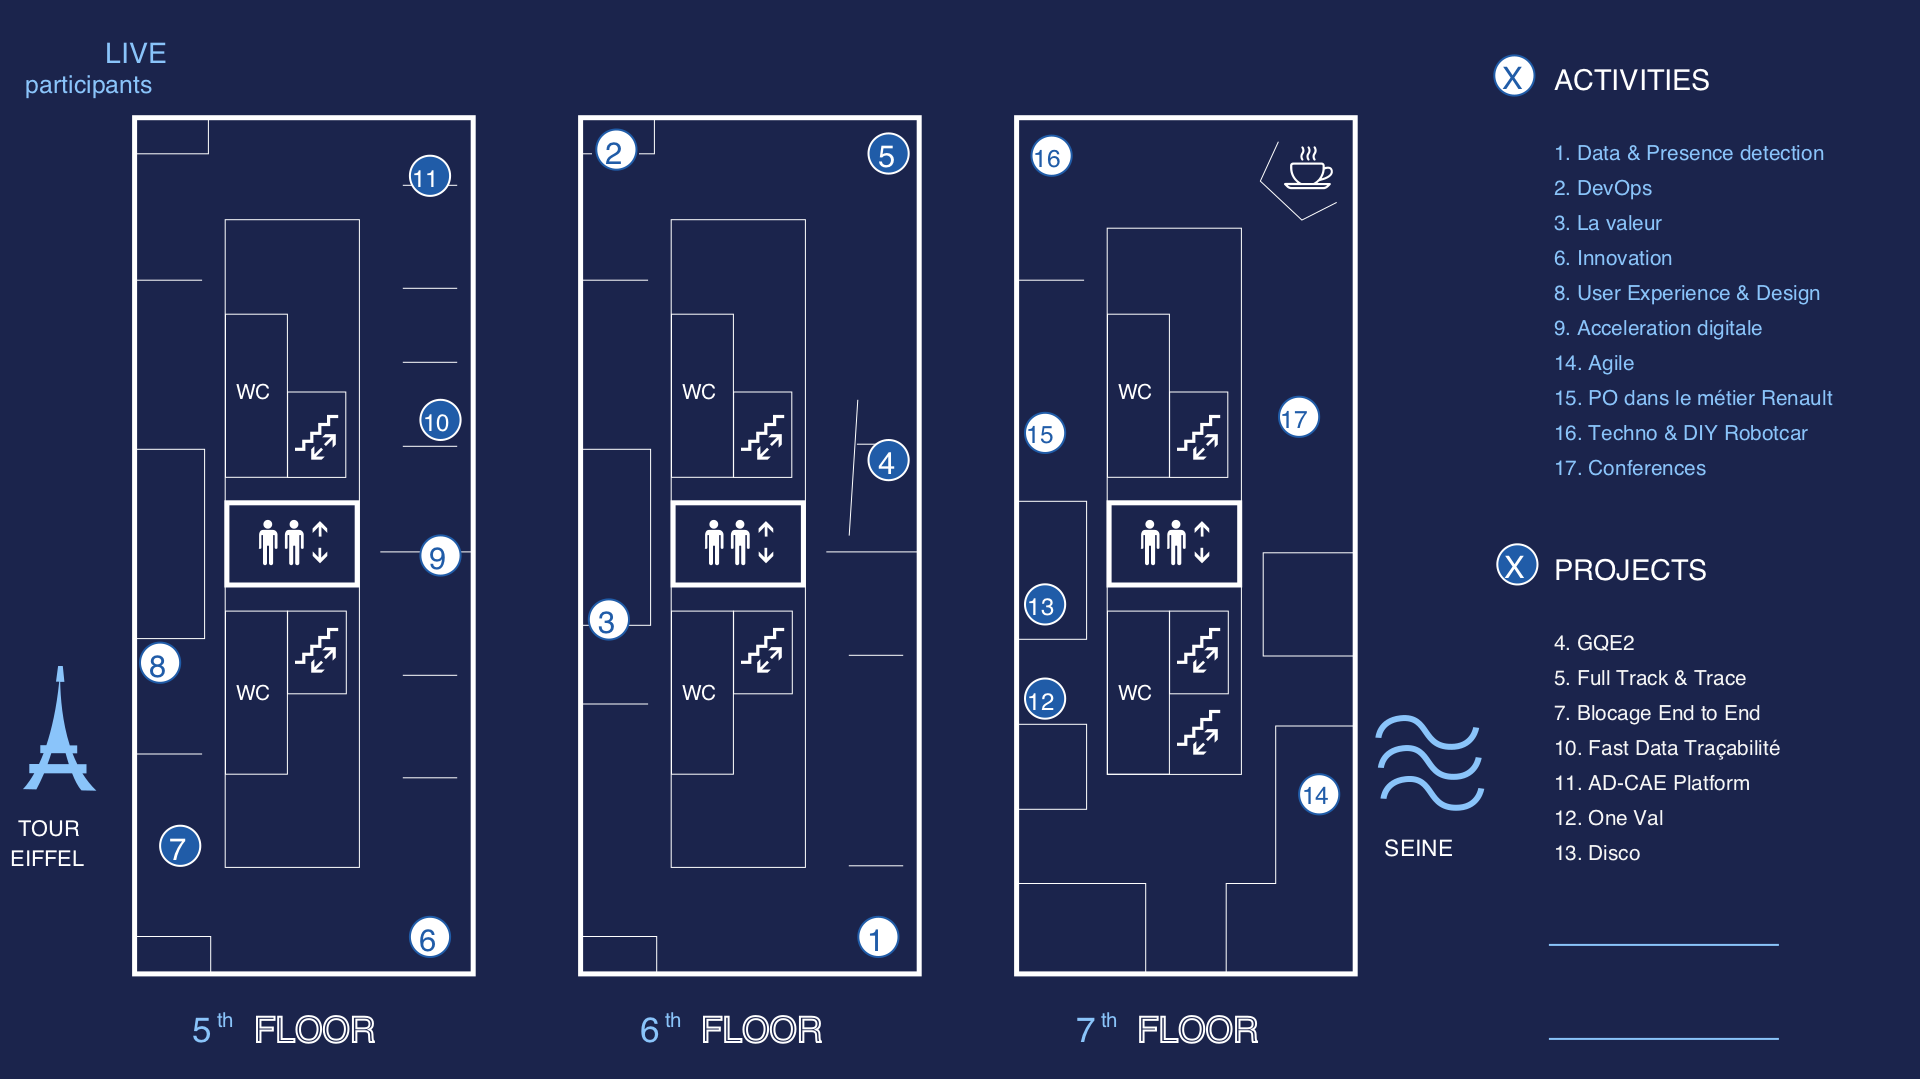 LIVE
participants
11
10
9
8
7
6
WC
WC
TOUR
EIFFEL
5th FLOOR
2
5
4
3
1
WC
WC
6th FLOOR
16
15
17
13
12
14
WC
WC
SEINE
7th FLOOR
X ACTIVITIES
1. Data & Presence detection
2. DevOps
3. La valeur
6. Innovation
8. User Experience & Design
9. Acceleration digitale
14. Agile
15. PO dans le métier Renault
16. Techno & DIY Robotcar
17. Conferences
X PROJECTS
4. GQE2
5. Full Track & Trace
7. Blocage End to End
10. Fast Data Traçabilité
11. AD-CAE Platform
12. One Val
13. Disco